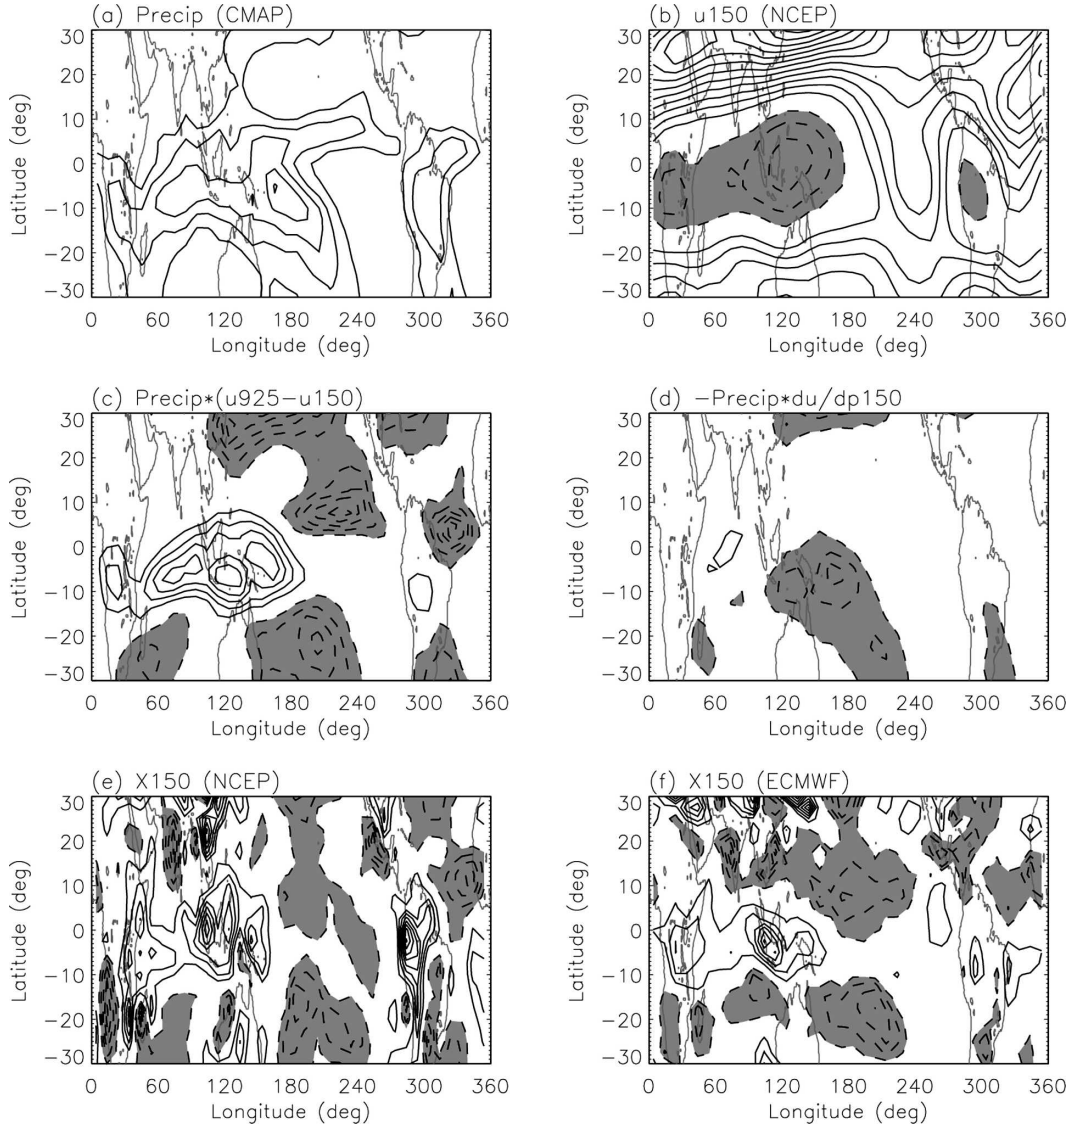 (a) Precip (CMAP)
30
20
10
0
-10
-20
-30
Latitude (deg)
0 60 120 180 240 300 360
Longitude (deg)
(b) u150 (NCEP)
30
20
10
0
-10
-20
-30
Latitude (deg)
0 60 120 180 240 300 360
Longitude (deg)
(c) Precip*(u925-u150)
30
20
10
0
-10
-20
-30
Latitude (deg)
0 60 120 180 240 300 360
Longitude (deg)
(d) -Precip*du/dp150
30
20
10
0
-10
-20
-30
Latitude (deg)
0 60 120 180 240 300 360
Longitude (deg)
(e) X150 (NCEP)
30
20
10
0
-10
-20
-30
Latitude (deg)
0 60 120 180 240 300 360
Longitude (deg)
(f) X150 (ECMWF)
30
20
10
0
-10
-20
-30
Latitude (deg)
0 60 120 180 240 300 360
Longitude (deg)